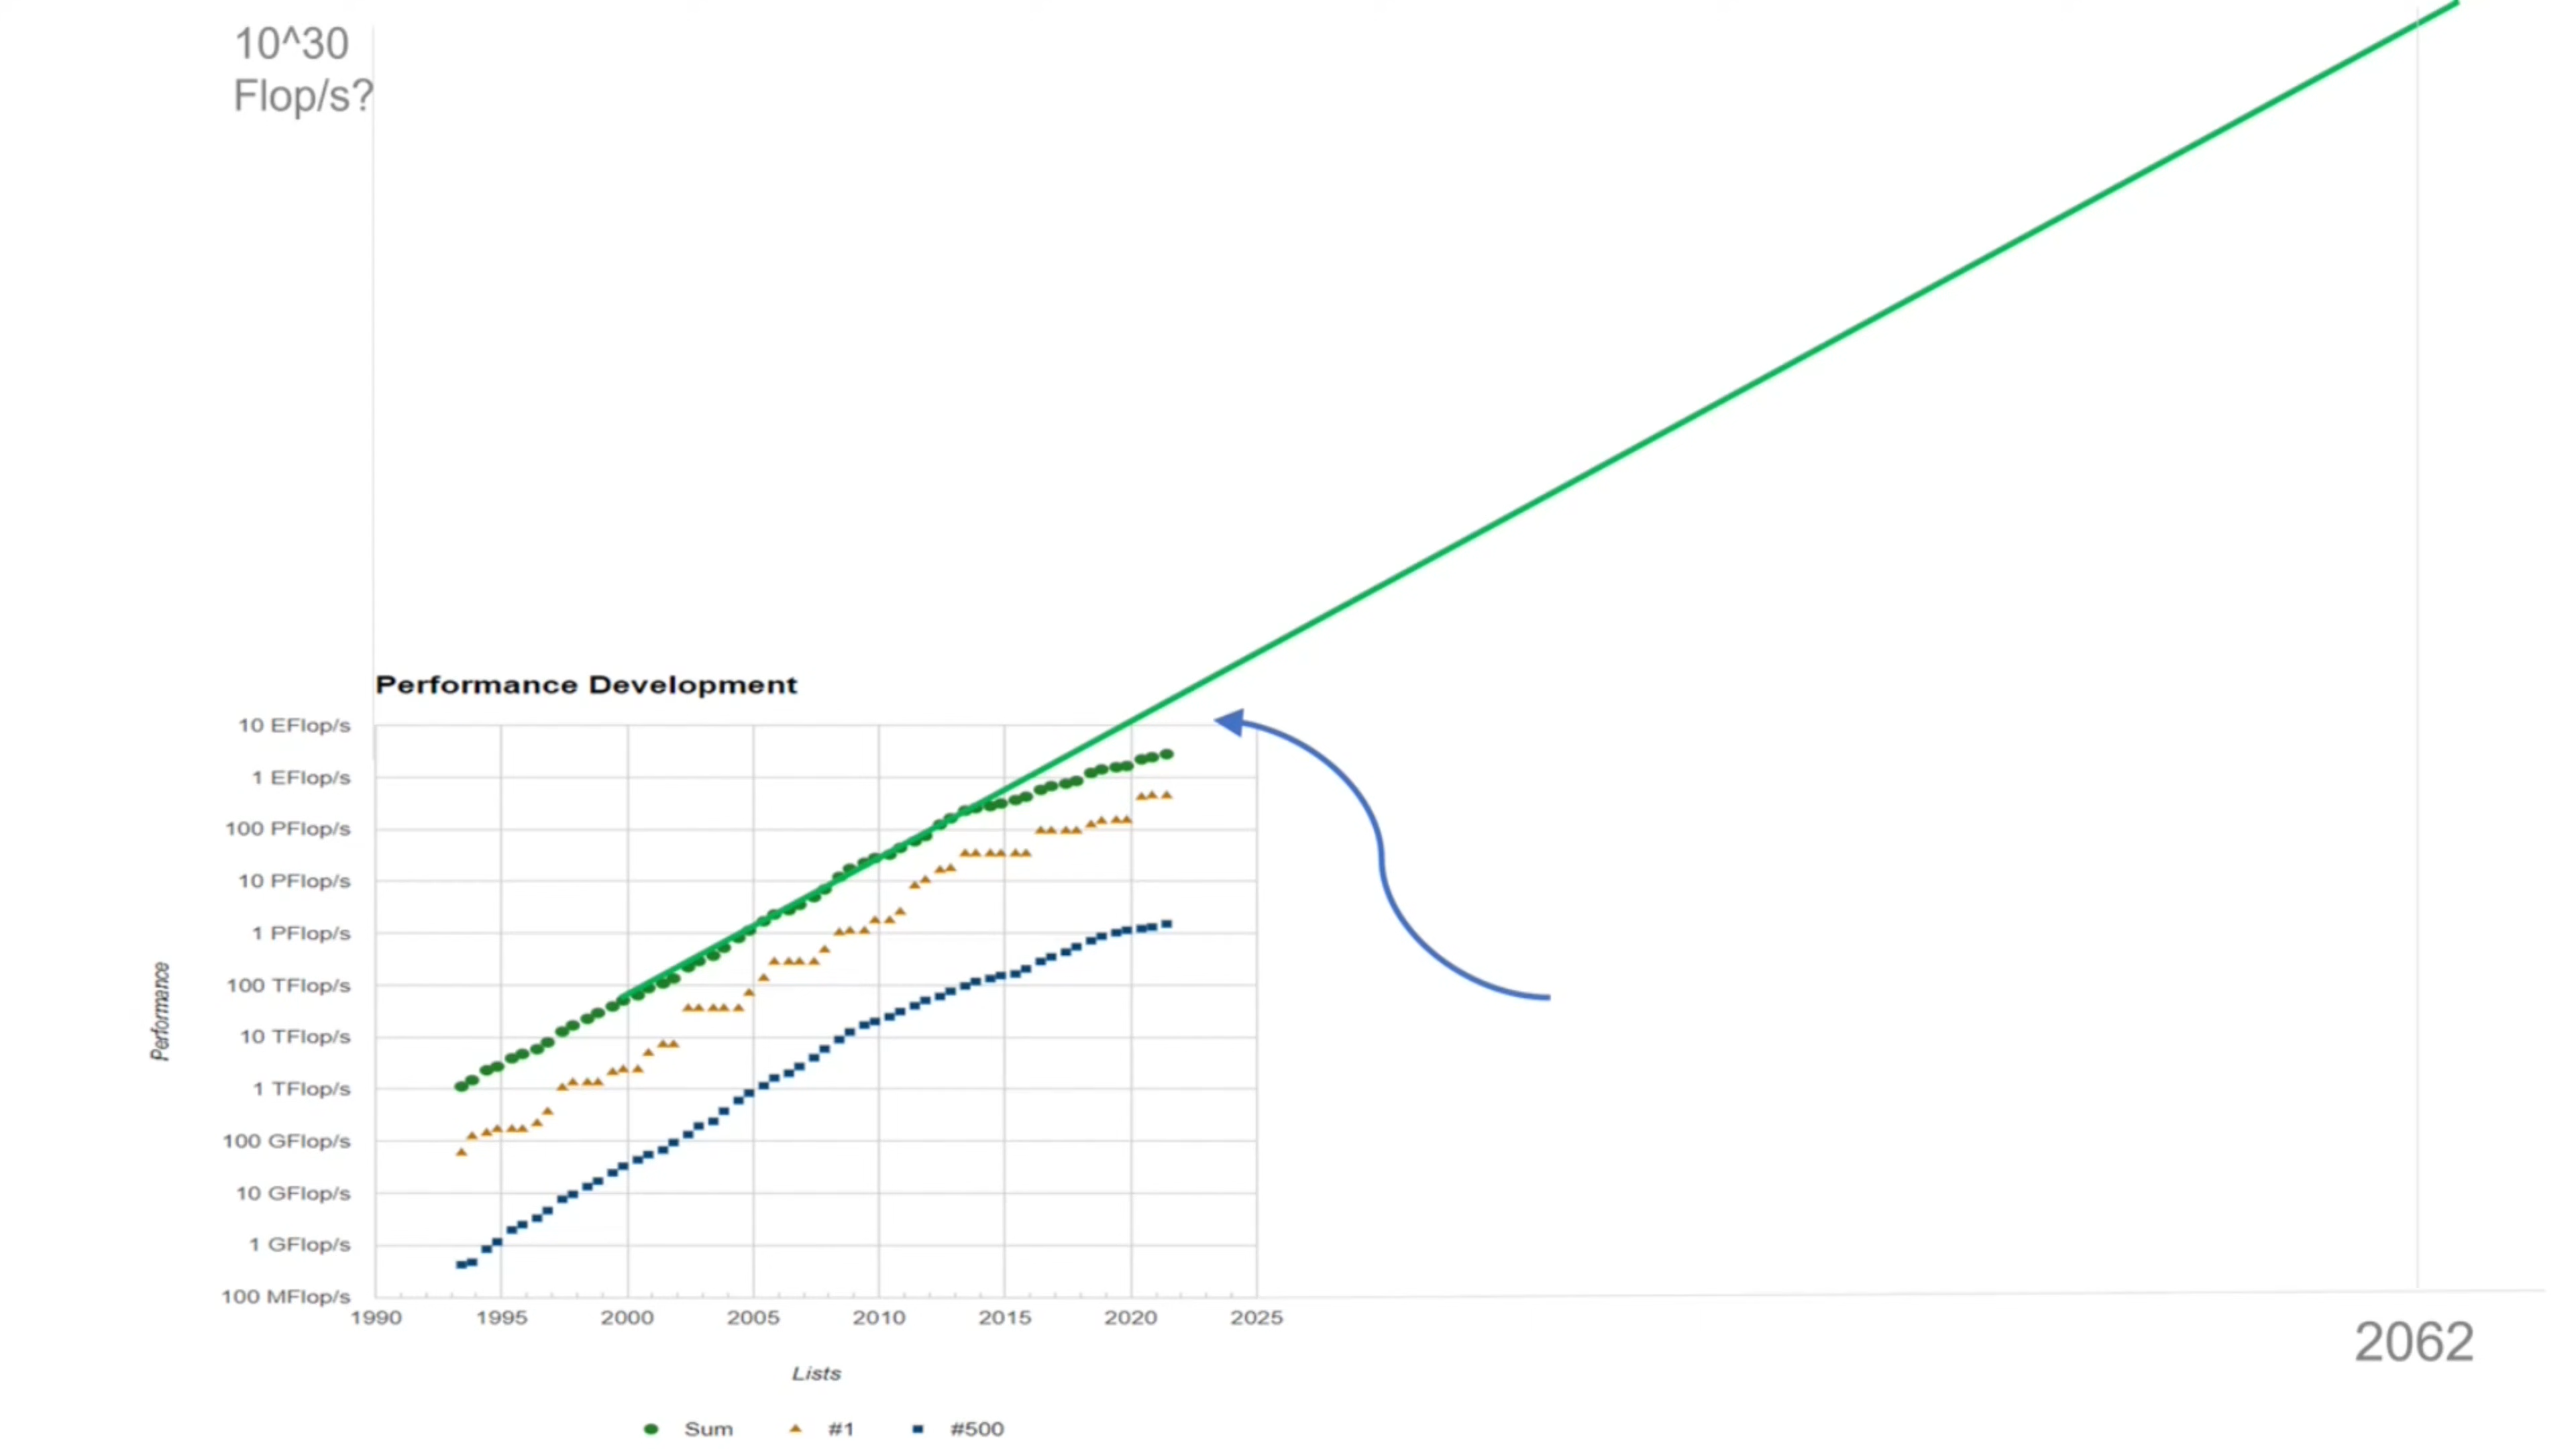 10^30
Flop/s?
Performance Development
10 EFlop/s
1 EFlop/s
100 PFlop/s
10 PFlop/s
1 PFlop/s
100 TFlop/s
10 TFlop/s
1 TFlop/s
100 GFlop/s
10 GFlop/s
1 GFlop/s
100 MFlop/s
Performance
1990 1995 2000 2005 2010 2015 2020 2025
2062
Lists
Sum #1 #500